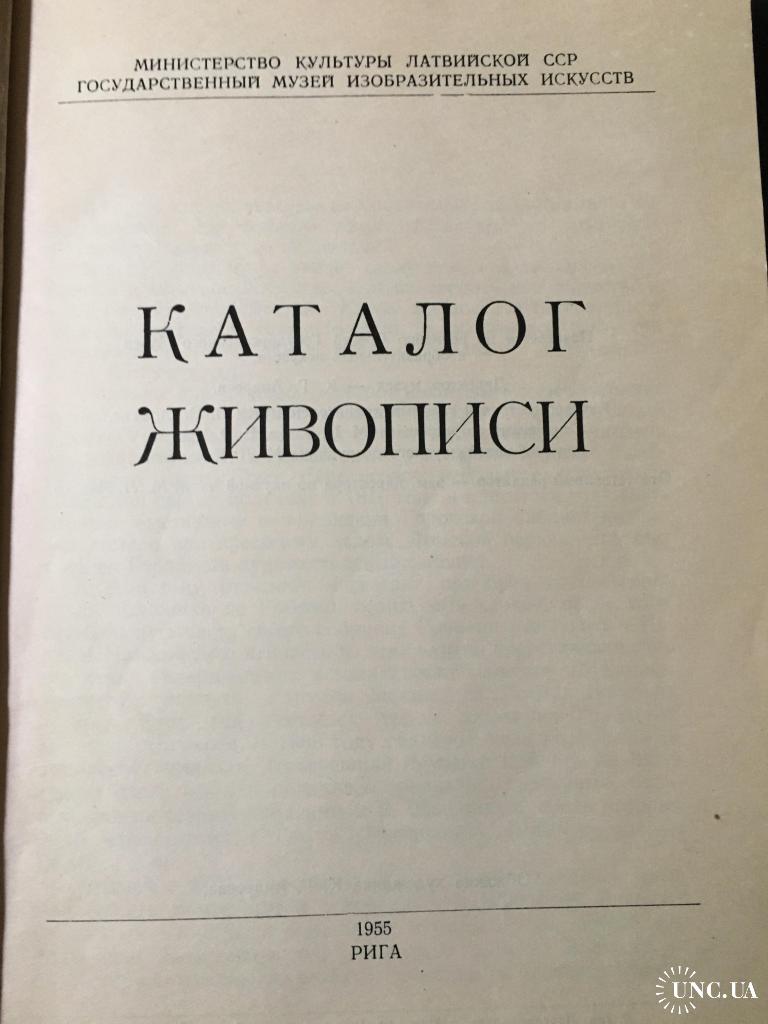 МИНИСТЕРСТВО КУЛЬТУРЫ ЛАТВИЙСКОЙ ССР
ГОСУДАРСТВЕННЫЙ МУЗЕЙ ИЗОБРАЗИТЕЛЬНЫХ ИСКУССТВ
КАТАЛОГ
ЖИВОПИСИ
1955
РИГА
UNC.UA